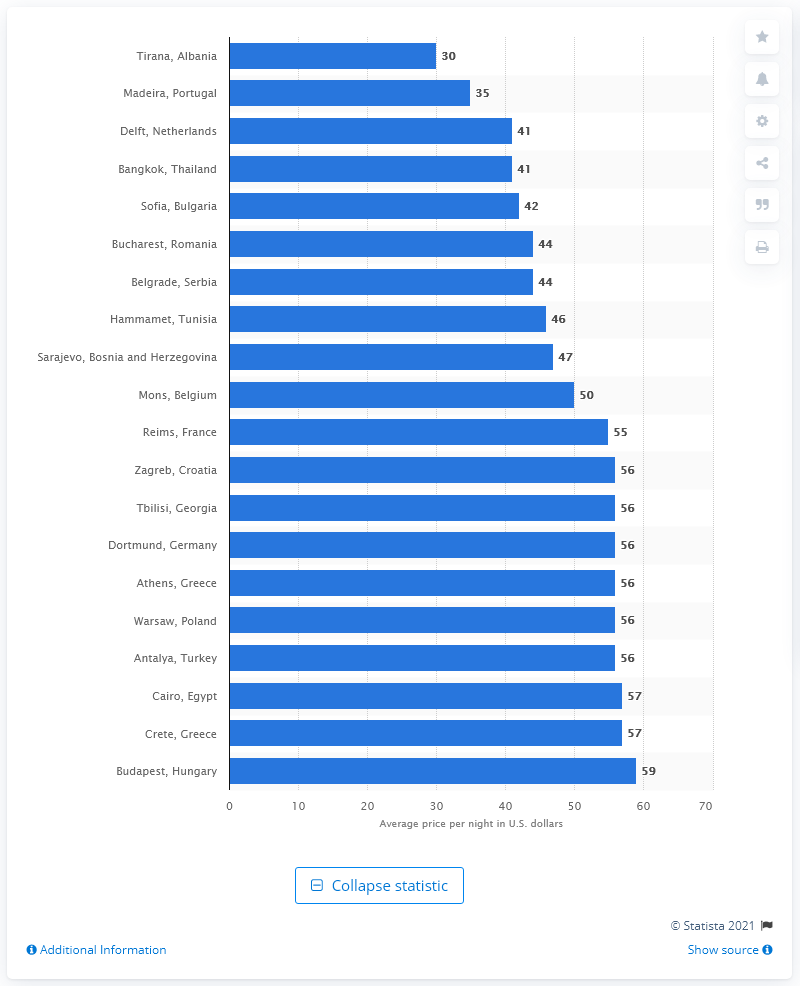 Tirana, Albania 30
Madeira, Portugal 35
Delft, Netherlands 41
Bangkok, Thailand 41
Sofia, Bulgaria 42
Bucharest, Romania 44
Belgrade, Serbia 44
Hammamet, Tunisia 46
Sarajevo, Bosnia and Herzegovina 47
Mons, Belgium 50
Reims, France 55
Zagreb, Croatia 56
Tbilisi, Georgia 56
Dortmund, Germany 56
Athens, Greece 56
Warsaw, Poland 56
Antalya, Turkey 56
Cairo, Egypt 57
Crete, Greece 57
Budapest, Hungary 59
0 10 20 30 40 50 60 70
Average price per night in U.S. dollars
Collapse statistic
© Statista 2021
Additional Information Show source